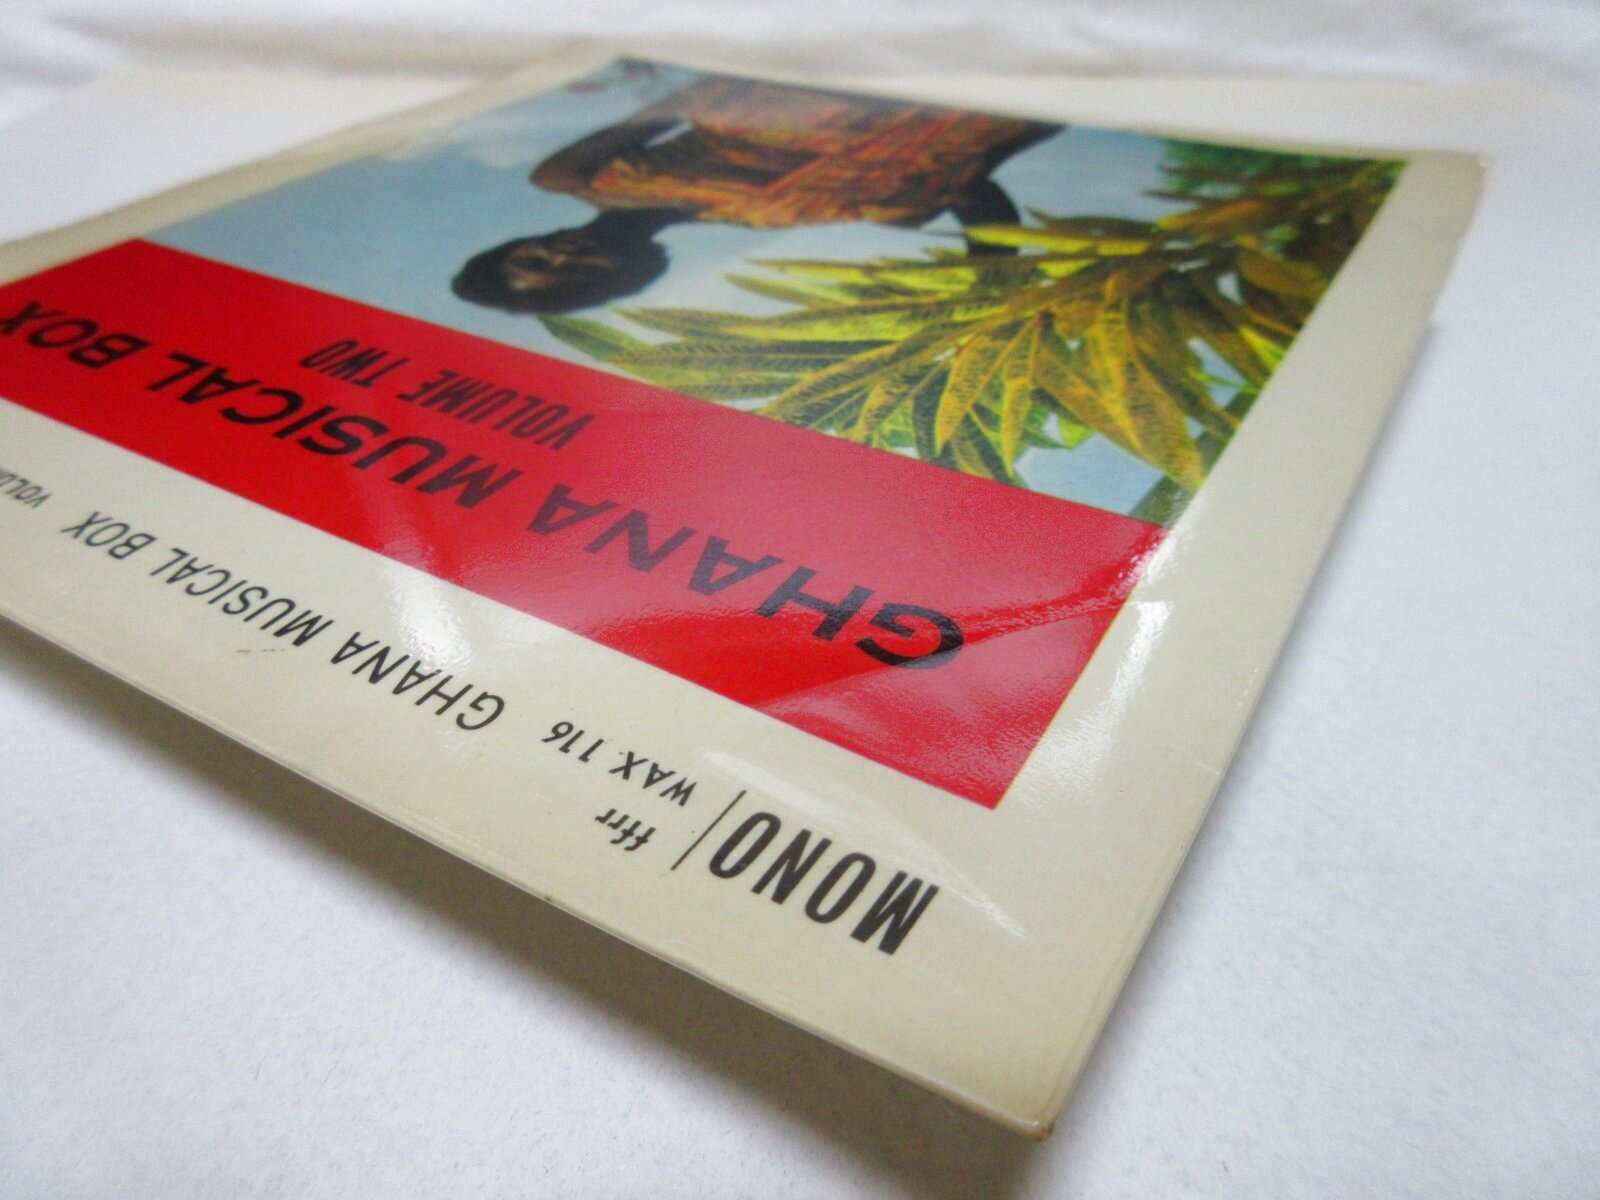 MONO
ffrr
WAX 116 GHANA MUSICAL BOX
GHANA MUSICAL BOX
VOLUME TWO